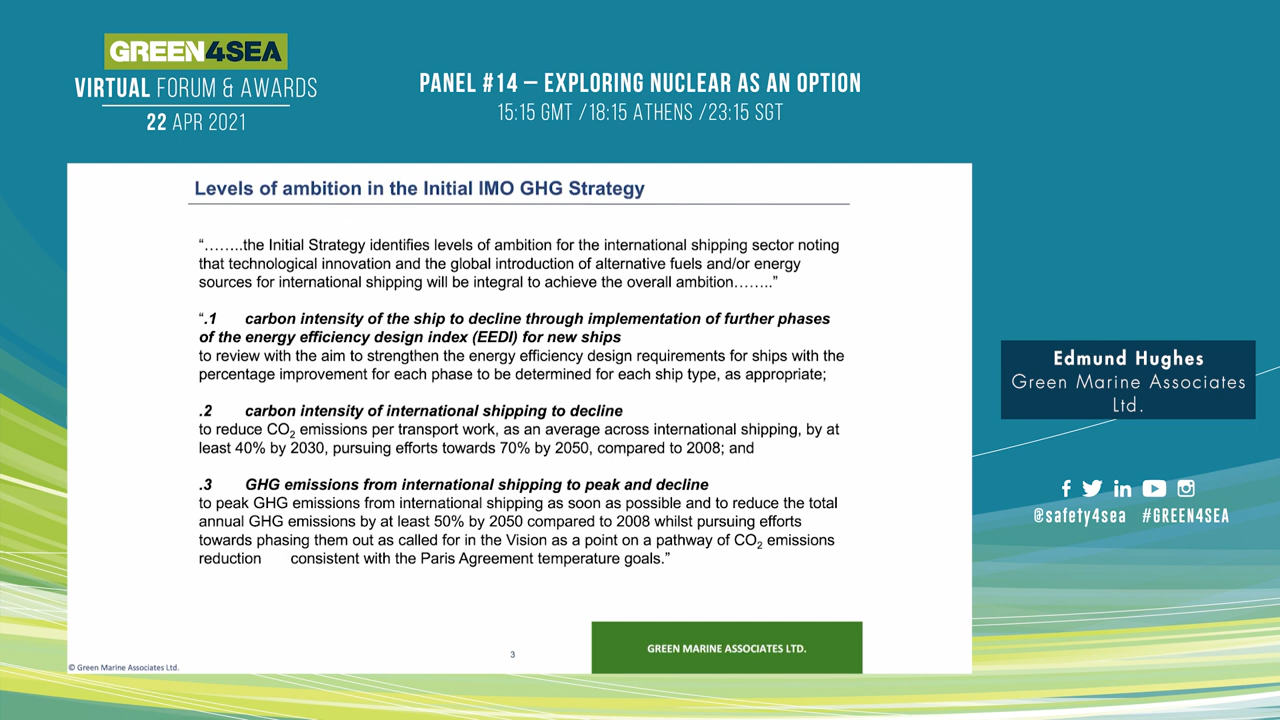 GREEN4SEA
VIRTUAL FORUM & AWARDS
22 APR 2021
PANEL #14 – EXPLORING NUCLEAR AS AN OPTION
15:15 GMT /18:15 ATHENS /23:15 SGT
Levels of ambition in the Initial IMO GHG Strategy
“……..the Initial Strategy identifies levels of ambition for the international shipping sector noting
that technological innovation and the global introduction of alternative fuels and/or energy
sources for international shipping will be integral to achieve the overall ambition……..”
“.1 carbon intensity of the ship to decline through implementation of further phases
of the energy efficiency design index (EEDI) for new ships
to review with the aim to strengthen the energy efficiency design requirements for ships with the
percentage improvement for each phase to be determined for each ship type, as appropriate;
.2 carbon intensity of international shipping to decline
to reduce CO₂ emissions per transport work, as an average across international shipping, by at
least 40% by 2030, pursuing efforts towards 70% by 2050, compared to 2008; and
.3 GHG emissions from international shipping to peak and decline
to peak GHG emissions from international shipping as soon as possible and to reduce the total
annual GHG emissions by at least 50% by 2050 compared to 2008 whilst pursuing efforts
towards phasing them out as called for in the Vision as a point on a pathway of CO₂ emissions
reduction consistent with the Paris Agreement temperature goals.”
3
GREEN MARINE ASSOCIATES LTD.
© Green Marine Associates Ltd.
Edmund Hughes
Green Marine Associates
Ltd.
@safety4sea #GREEN4SEA